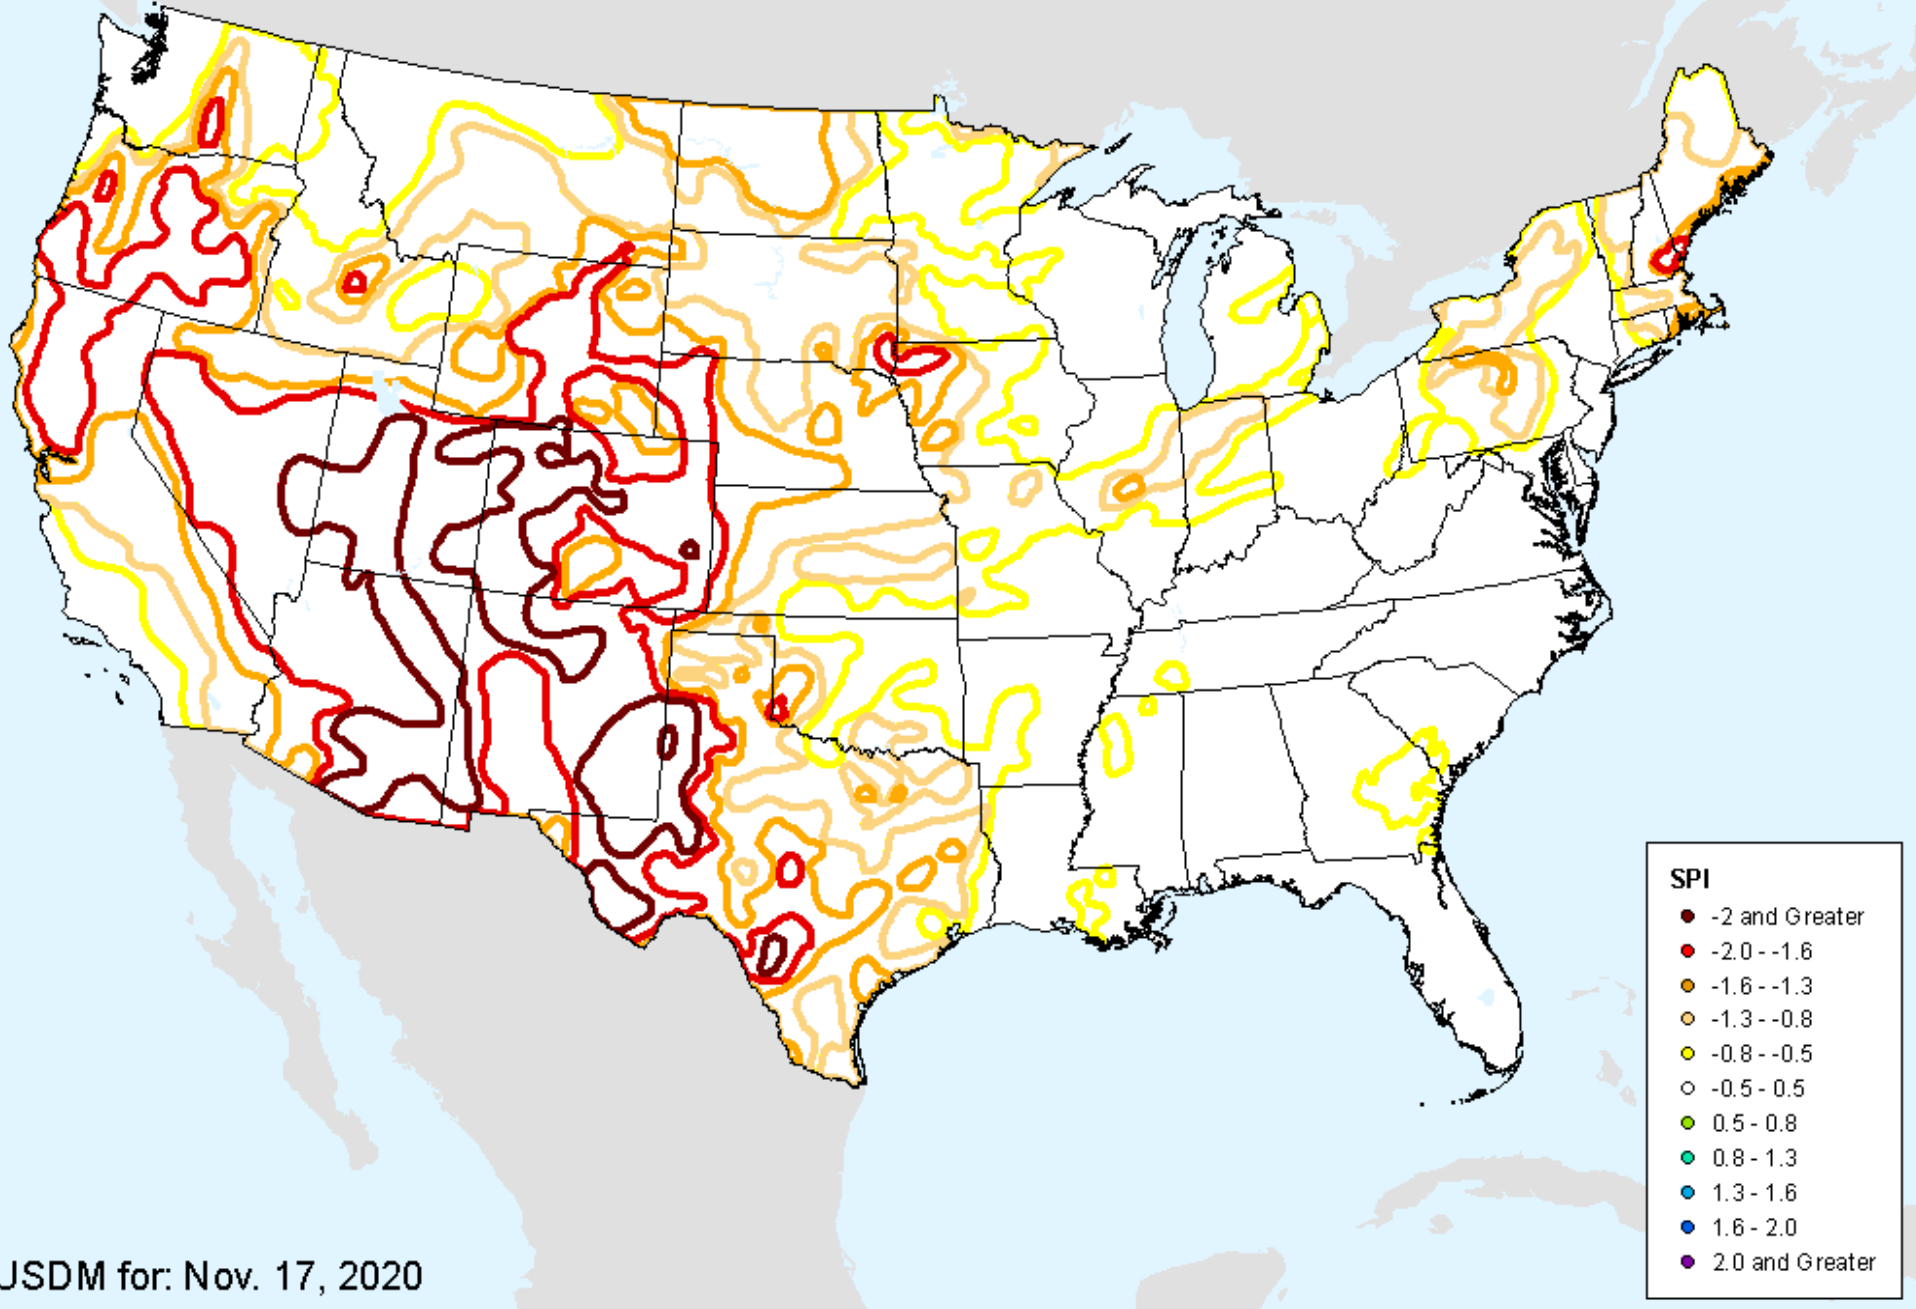 SPI
-2 and Greater
-2.0 - -1.6
-1.6 - -1.3
-1.3 - -0.8
-0.8 - -0.5
-0.5 - 0.5
0.5 - 0.8
0.8 - 1.3
1.3 - 1.6
1.6 - 2.0
2.0 and Greater
USDM for: Nov. 17, 2020